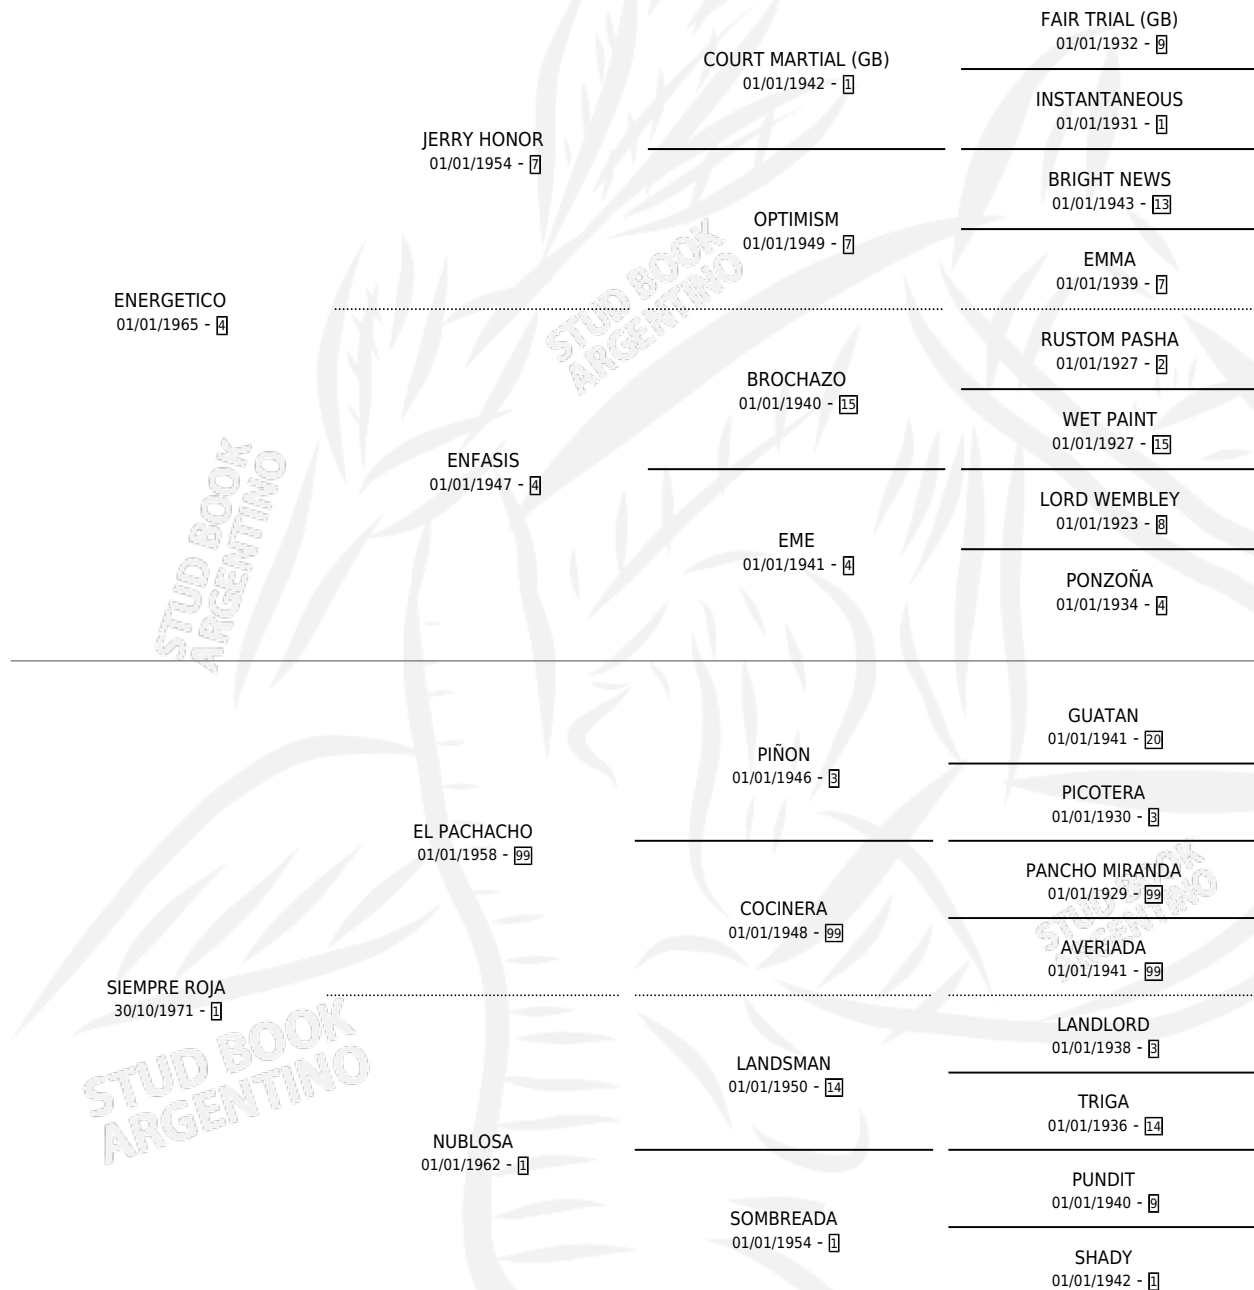 FAIR TRIAL (GB)
01/01/1932 - 9
COURT MARTIAL (GB)
01/01/1942 - 1
INSTANTANEOUS
01/01/1931 - 1
JERRY HONOR
01/01/1954 - 7
BRIGHT NEWS
01/01/1943 - 13
OPTIMISM
01/01/1949 - 7
EMMA
01/01/1939 - 7
ENERGETICO
01/01/1965 - 4
RUSTOM PASHA
01/01/1927 - 2
BROCHAZO
01/01/1940 - 15
WET PAINT
01/01/1927 - 15
ENFASIS
01/01/1947 - 4
LORD WEMBLEY
01/01/1923 - 8
EME
01/01/1941 - 4
PONZOÑA
01/01/1934 - 4
GUATAN
01/01/1941 - 20
PIÑON
01/01/1946 - 3
PICOTERA
01/01/1930 - 3
EL PACHACHO
01/01/1958 - 99
PANCHO MIRANDA
01/01/1929 - 99
COCINERA
01/01/1948 - 99
AVERIADA
01/01/1941 - 99
SIEMPRE ROJA
30/10/1971 - 1
LANDLORD
01/01/1938 - 3
LANDSMAN
01/01/1950 - 14
TRIGA
01/01/1936 - 14
NUBLOSA
01/01/1962 - 1
PUNDIT
01/01/1940 - 9
SOMBREADA
01/01/1954 - 1
SHADY
01/01/1942 - 1
STUD BOOK
ARGENTINO
STUD BOOK
ARGENTINO
STUD BOOK
ARGENTINO
STUD BOOK
ARGENTINO